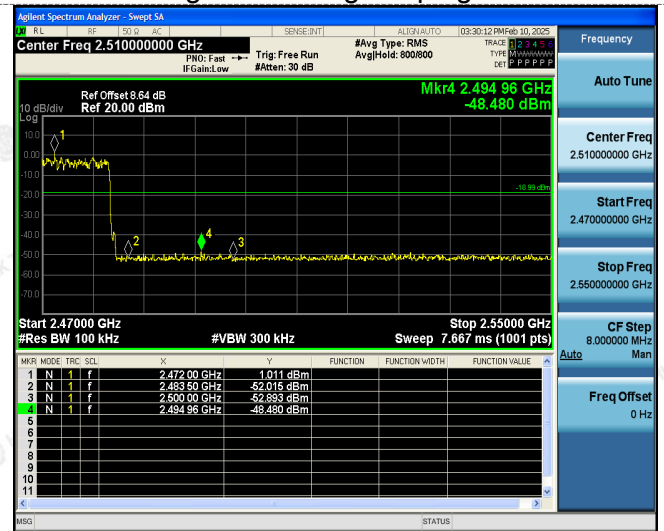 Agilent Spectrum Analyzer - Swept SA
LXI RL RF 50 Ω AC SENSE:INT ALIGNAUTO 03:30:12 PM Feb 10, 2025
Center Freq 2.510000000 GHz
PNO: Fast
IFGain:Low
Trig: Free Run
#Atten: 30 dB
#Avg Type: RMS
Avg|Hold: 800/800
TRACE 1 2 3 4 5 6
TYPE M
DET P P P P P P
Frequency
Auto Tune
Center Freq
2.510000000 GHz
Start Freq
2.470000000 GHz
Stop Freq
2.550000000 GHz
CF Step
8.000000 MHz
Auto Man
Freq Offset
0 Hz
Mkr4 2.494 96 GHz
-48.480 dBm
Ref Offset 8.64 dB
10 dB/div Ref 20.00 dBm
Log
10.0
0.00
-10.0
-20.0
-30.0
-40.0
-50.0
-60.0
-70.0
1
2
4
3
-18.99 dBm
Start 2.47000 GHz Stop 2.55000 GHz
#Res BW 100 kHz #VBW 300 kHz Sweep 7.667 ms (1001 pts)
MKR MODE TRC SCL X Y FUNCTION FUNCTION WIDTH FUNCTION VALUE
1 N 1 f 2.472 00 GHz 1.011 dBm
2 N 1 f 2.483 50 GHz -52.015 dBm
3 N 1 f 2.500 00 GHz -52.893 dBm
4 N 1 f 2.494 96 GHz -48.480 dBm
5
6
7
8
9
10
11
MSG STATUS